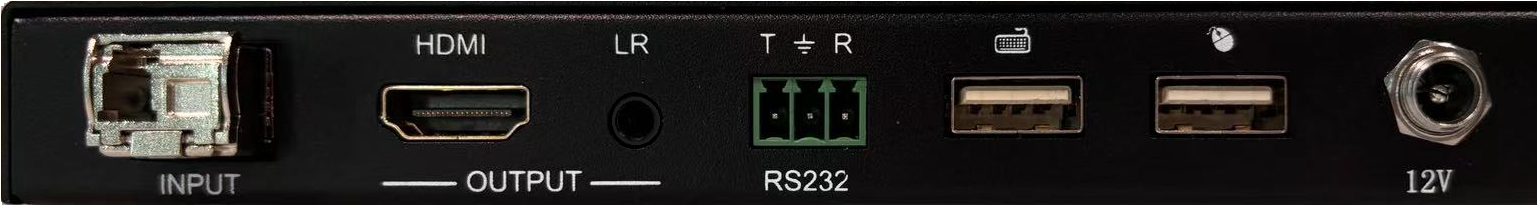 HDMI LR T R
INPUT OUTPUT RS232 12V